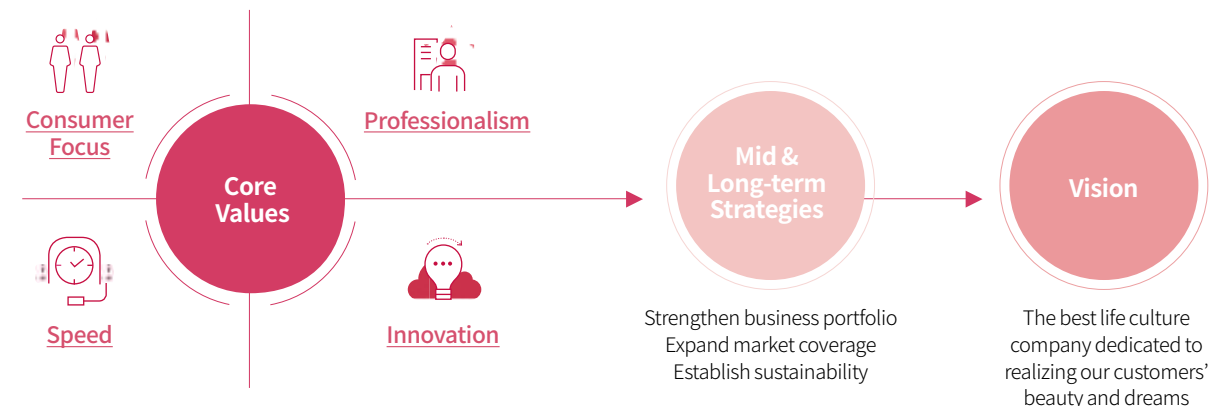 Consumer
Focus
Professionalism
Core
Values
Speed
Innovation
Mid &
Long-term
Strategies
Strengthen business portfolio
Expand market coverage
Establish sustainability
Vision
The best life culture
company dedicated to
realizing our customers’
beauty and dreams